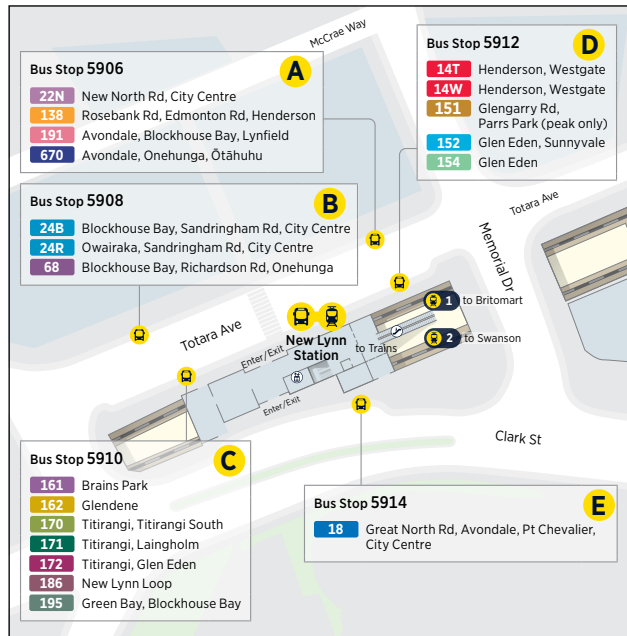 McCrae Way
Bus Stop 5906
A
22N New North Rd, City Centre
138 Rosebank Rd, Edmonton Rd, Henderson
191 Avondale, Blockhouse Bay, Lynfield
670 Avondale, Onehunga, Ōtāhuhu
Bus Stop 5912
D
14T Henderson, Westgate
14W Henderson, Westgate
151 Glengarry Rd,
Parrs Park (peak only)
152 Glen Eden, Sunnyvale
154 Glen Eden
Bus Stop 5908
B
24B Blockhouse Bay, Sandringham Rd, City Centre
24R Owairaka, Sandringham Rd, City Centre
68 Blockhouse Bay, Richardson Rd, Onehunga
Totara Ave
Memorial Dr
1 to Britomart
2 to Swanson
Totara Ave
New Lynn
Station
to Trains
Enter/Exit
Enter/Exit
Clark St
Bus Stop 5910
C
161 Brains Park
162 Glendene
170 Titirangi, Titirangi South
171 Titirangi, Laingholm
172 Titirangi, Glen Eden
186 New Lynn Loop
195 Green Bay, Blockhouse Bay
Bus Stop 5914
E
18 Great North Rd, Avondale, Pt Chevalier,
City Centre